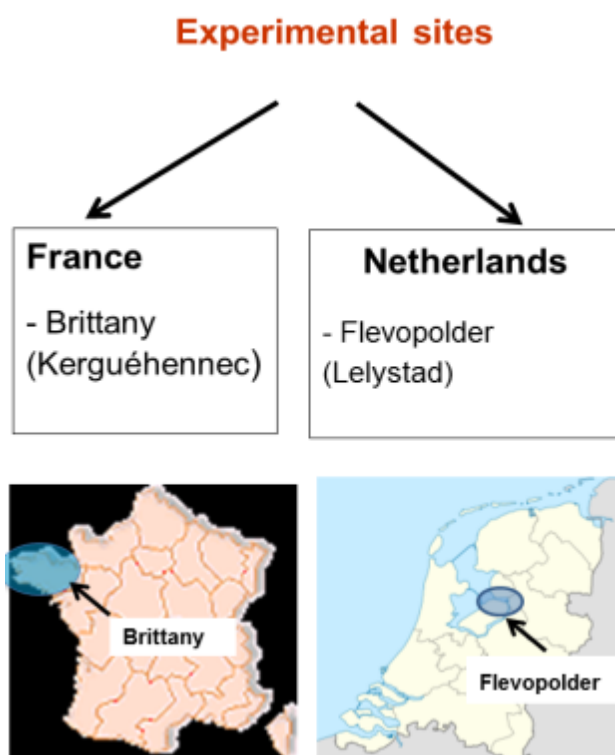 Experimental sites
France
- Brittany
(Kerguéhennec)
Netherlands
- Flevopolder
(Lelystad)
Brittany
Flevopolder